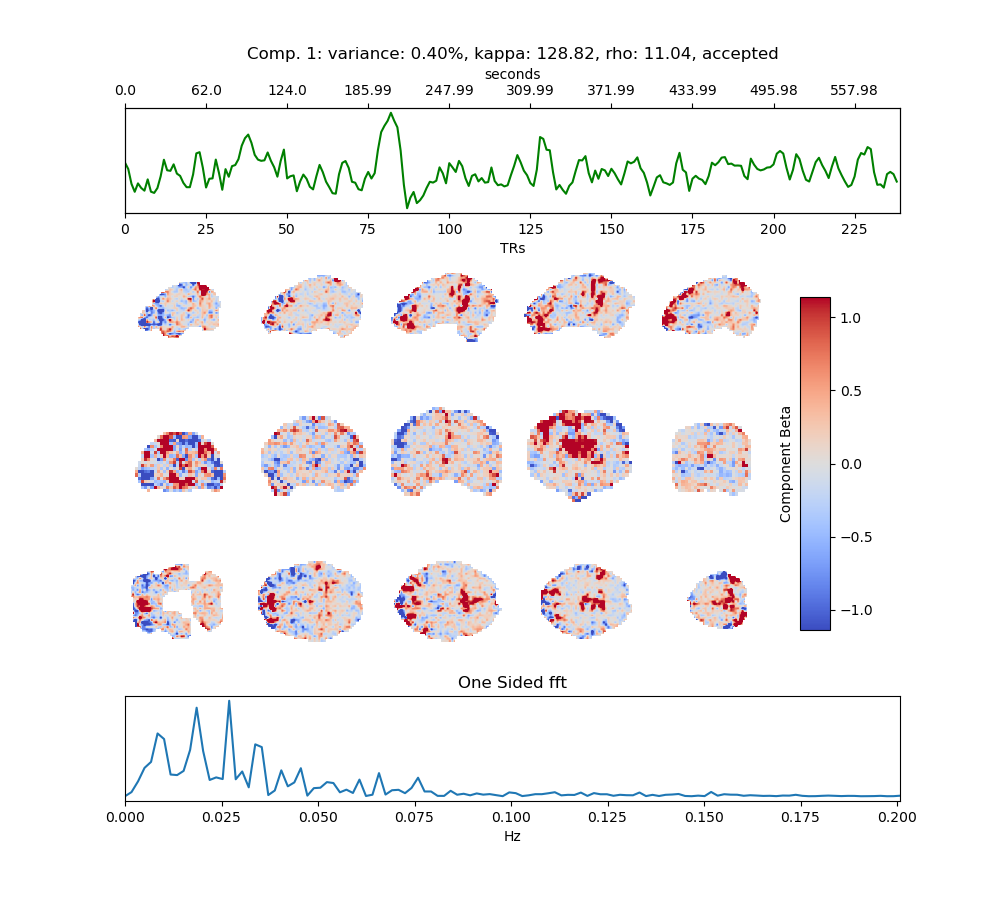 Comp. 1: variance: 0.40%, kappa: 128.82, rho: 11.04, accepted
seconds
0.0 62.0 124.0 185.99 247.99 309.99 371.99 433.99 495.98 557.98
0 25 50 75 100 125 150 175 200 225
TRs
1.0
0.5
0.0
−0.5
−1.0
Component Beta
One Sided fft
0.000 0.025 0.050 0.075 0.100 0.125 0.150 0.175 0.200
Hz